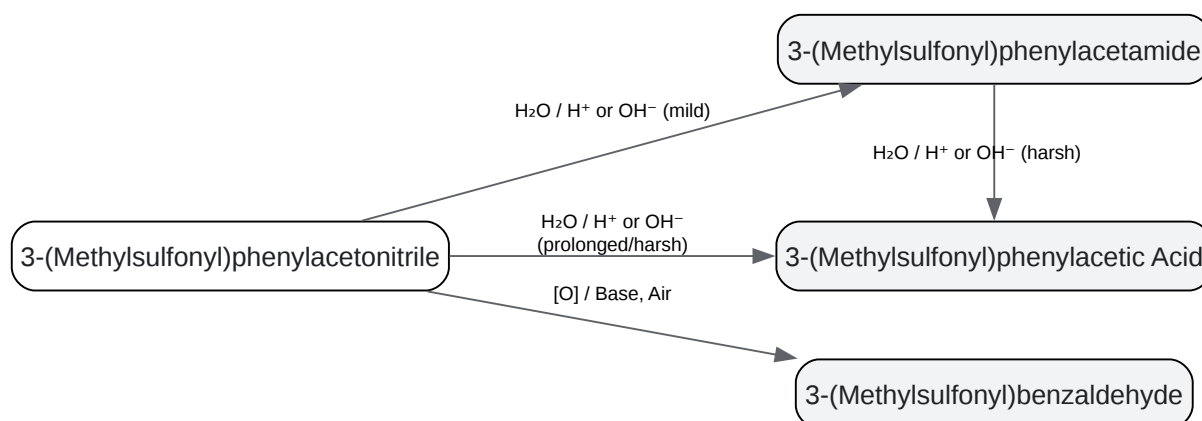 3-(Methylsulfonyl)phenylacetamide
H₂O / H⁺ or OH⁻ (mild)
H₂O / H⁺ or OH⁻ (harsh)
H₂O / H⁺ or OH⁻
(prolonged/harsh)
3-(Methylsulfonyl)phenylacetonitrile
3-(Methylsulfonyl)phenylacetic Acid
[O] / Base, Air
3-(Methylsulfonyl)benzaldehyde